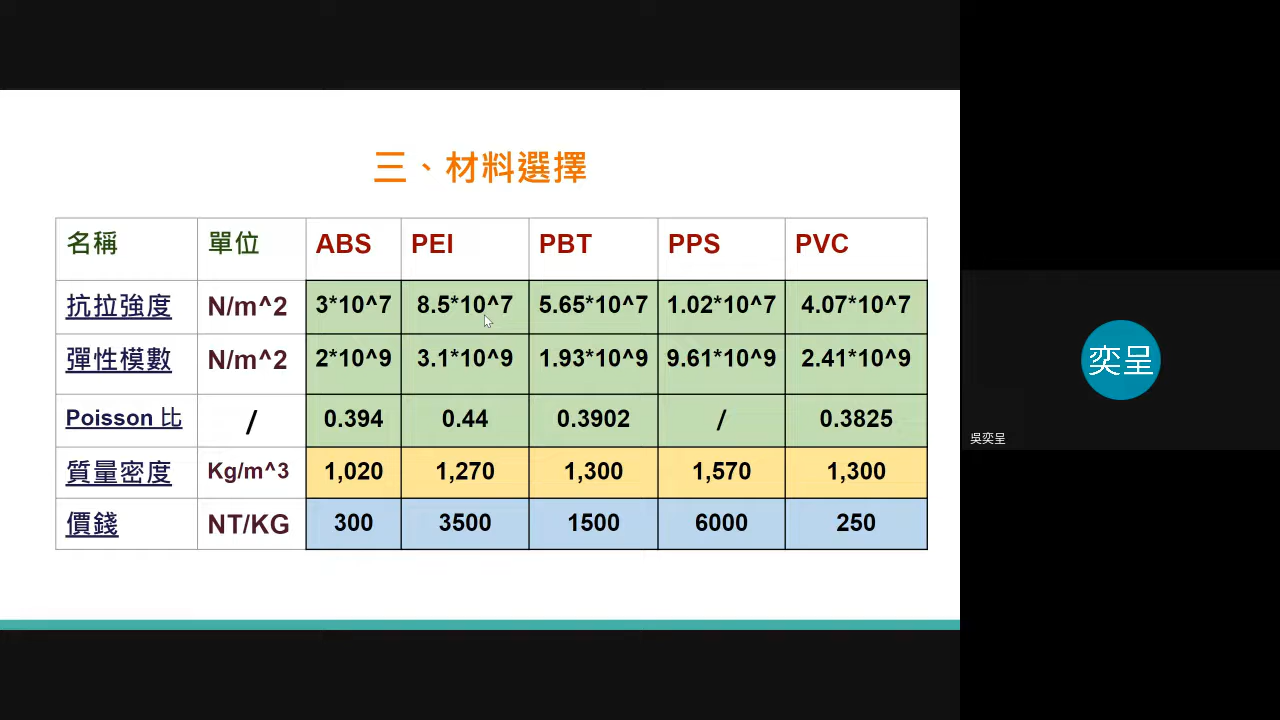 三、材料選擇
名稱 單位 ABS PEI PBT PPS PVC
抗拉強度 N/m^2 3*10^7 8.5*10^7 5.65*10^7 1.02*10^7 4.07*10^7
彈性模數 N/m^2 2*10^9 3.1*10^9 1.93*10^9 9.61*10^9 2.41*10^9
Poisson 比 / 0.394 0.44 0.3902 / 0.3825
質量密度 Kg/m^3 1,020 1,270 1,300 1,570 1,300
價錢 NT/KG 300 3500 1500 6000 250
奕呈
吳奕呈